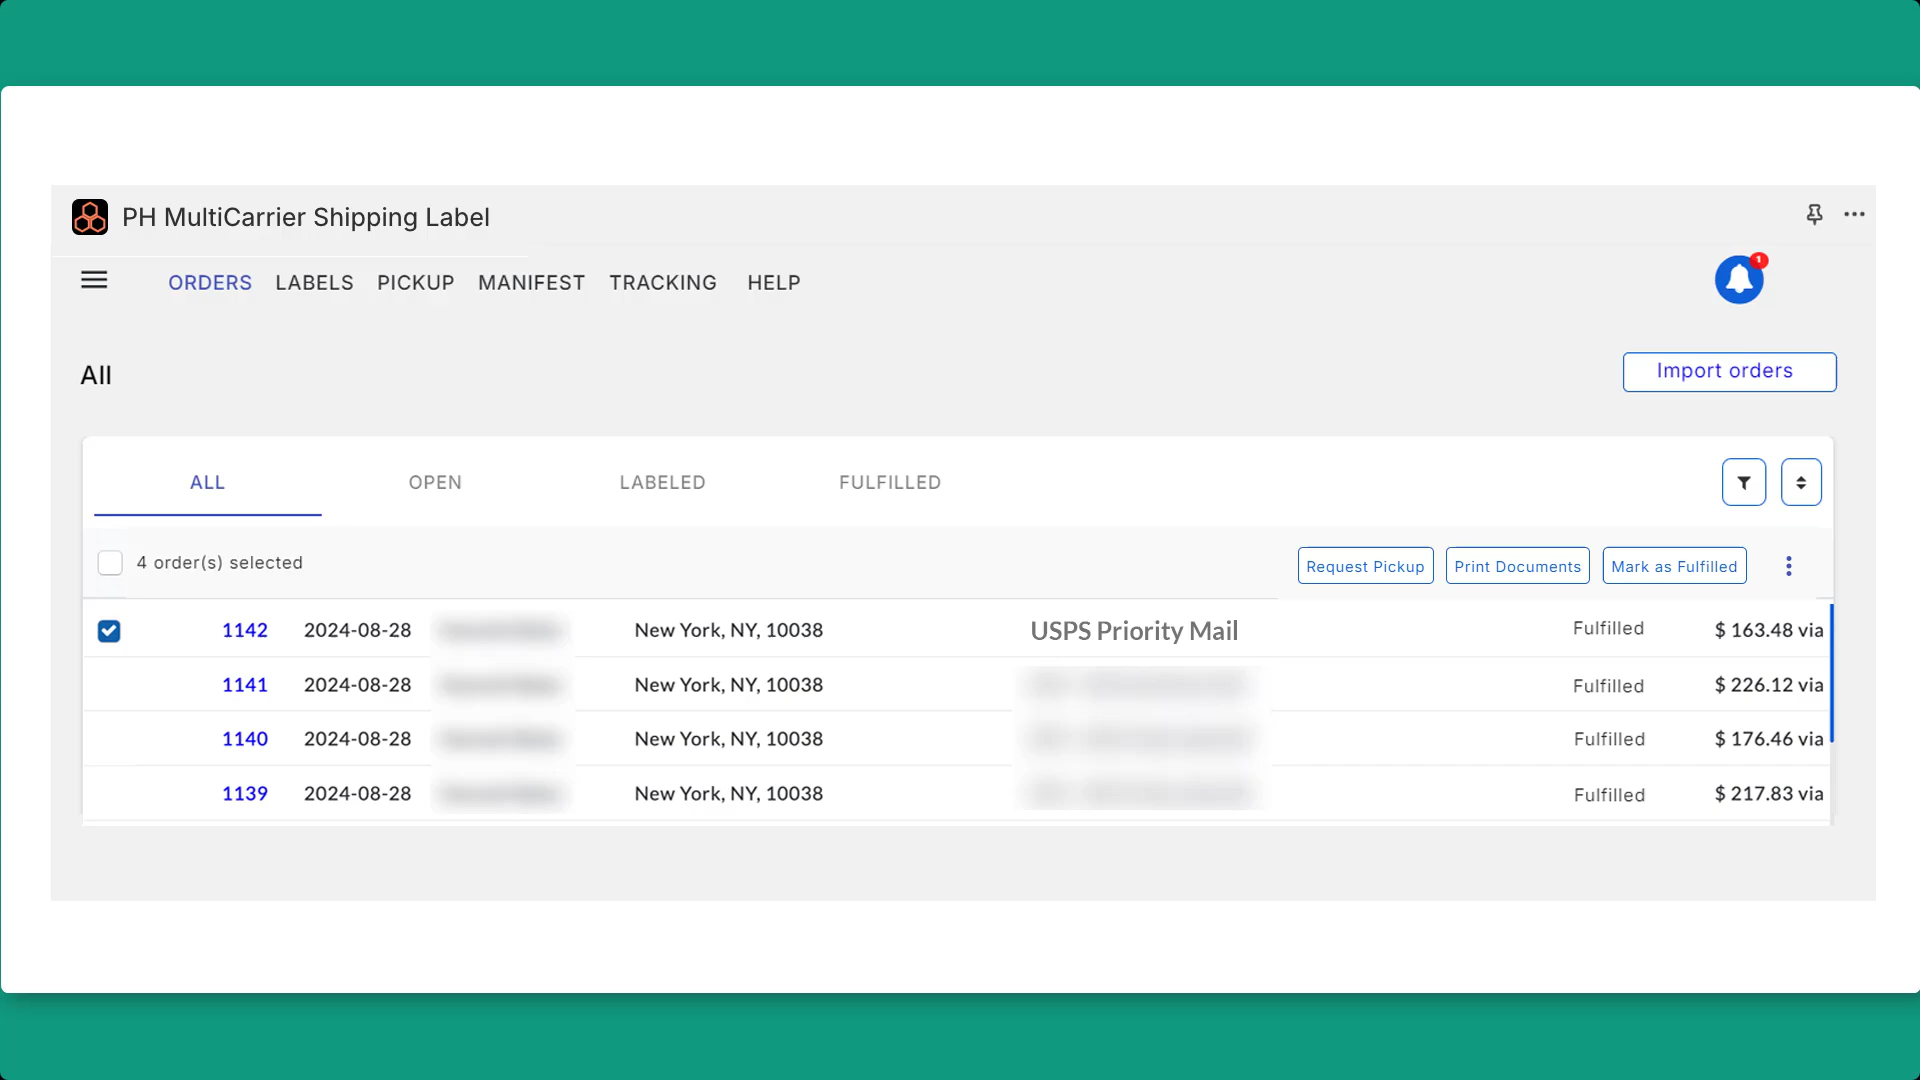 PH MultiCarrier Shipping Label
ORDERS LABELS PICKUP MANIFEST TRACKING HELP
1
All
Import orders
ALL OPEN LABELED FULFILLED
4 order(s) selected
Request Pickup Print Documents Mark as Fulfilled
1142 2024-08-28 New York, NY, 10038 USPS Priority Mail Fulfilled $ 163.48 via
1141 2024-08-28 New York, NY, 10038 Fulfilled $ 226.12 via
1140 2024-08-28 New York, NY, 10038 Fulfilled $ 176.46 via
1139 2024-08-28 New York, NY, 10038 Fulfilled $ 217.83 via